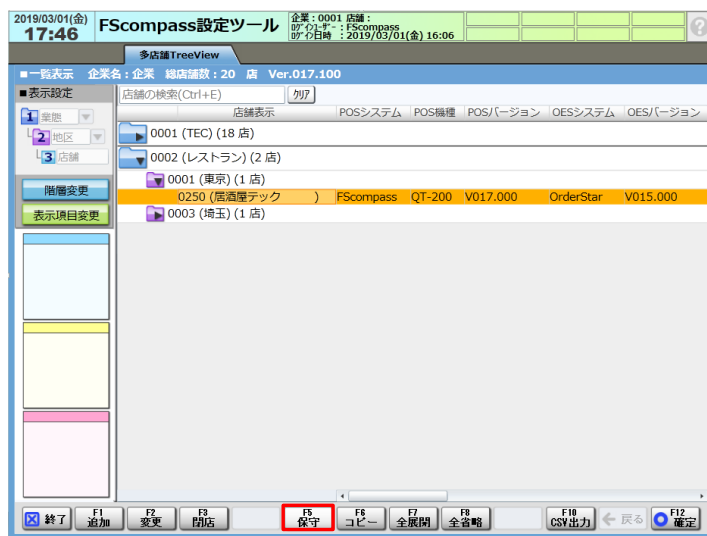 2019/03/01(金)
17:46
FScompass設定ツール
企業：0001 店舗：
ﾛｸﾞｲﾝﾕｰｻﾞｰ：FScompass
ﾛｸﾞｲﾝ日時 ：2019/03/01(金) 16:06
多店舗TreeView
■一覧表示 企業名：企業 総店舗数：20 店 Ver.017.100
■表示設定
店舗の検索(Ctrl+E)
ｸﾘｱ
店舗表示 POSシステム POS機種 POSバージョン OESシステム OESバージョン
1 業態
2 地区
3 店舗
階層変更
表示項目変更
0001 (TEC) (18 店)
0002 (レストラン) (2 店)
0001 (東京) (1 店)
0250 (居酒屋テック ) FScompass QT-200 V017.000 OrderStar V015.000
0003 (埼玉) (1 店)
終了
F1 追加
F2 変更
F3 閉店
F5 保守
F6 コピー
F7 全展開
F8 全省略
F10 CSV出力
戻る
F12 確定